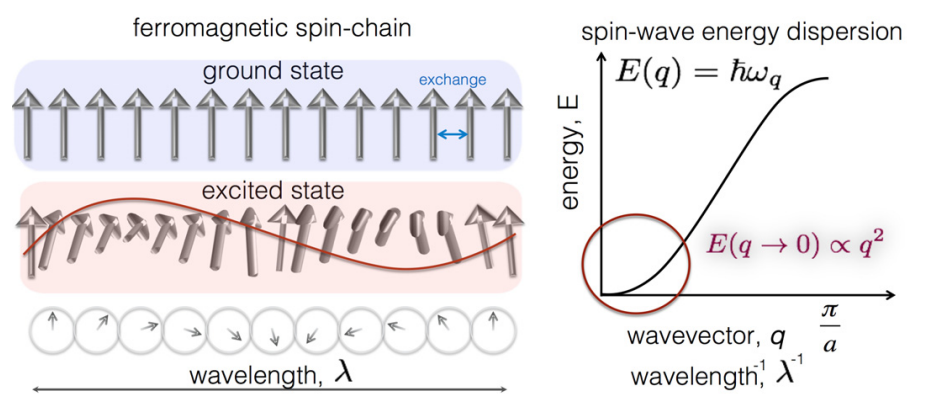 ferromagnetic spin-chain
ground state
exchange
excited state
wavelength, λ
spin-wave energy dispersion
E(q) = ℏω_q
energy, E
E(q → 0) ∝ q²
π/a
wavevector, q
wavelength⁻¹, λ⁻¹